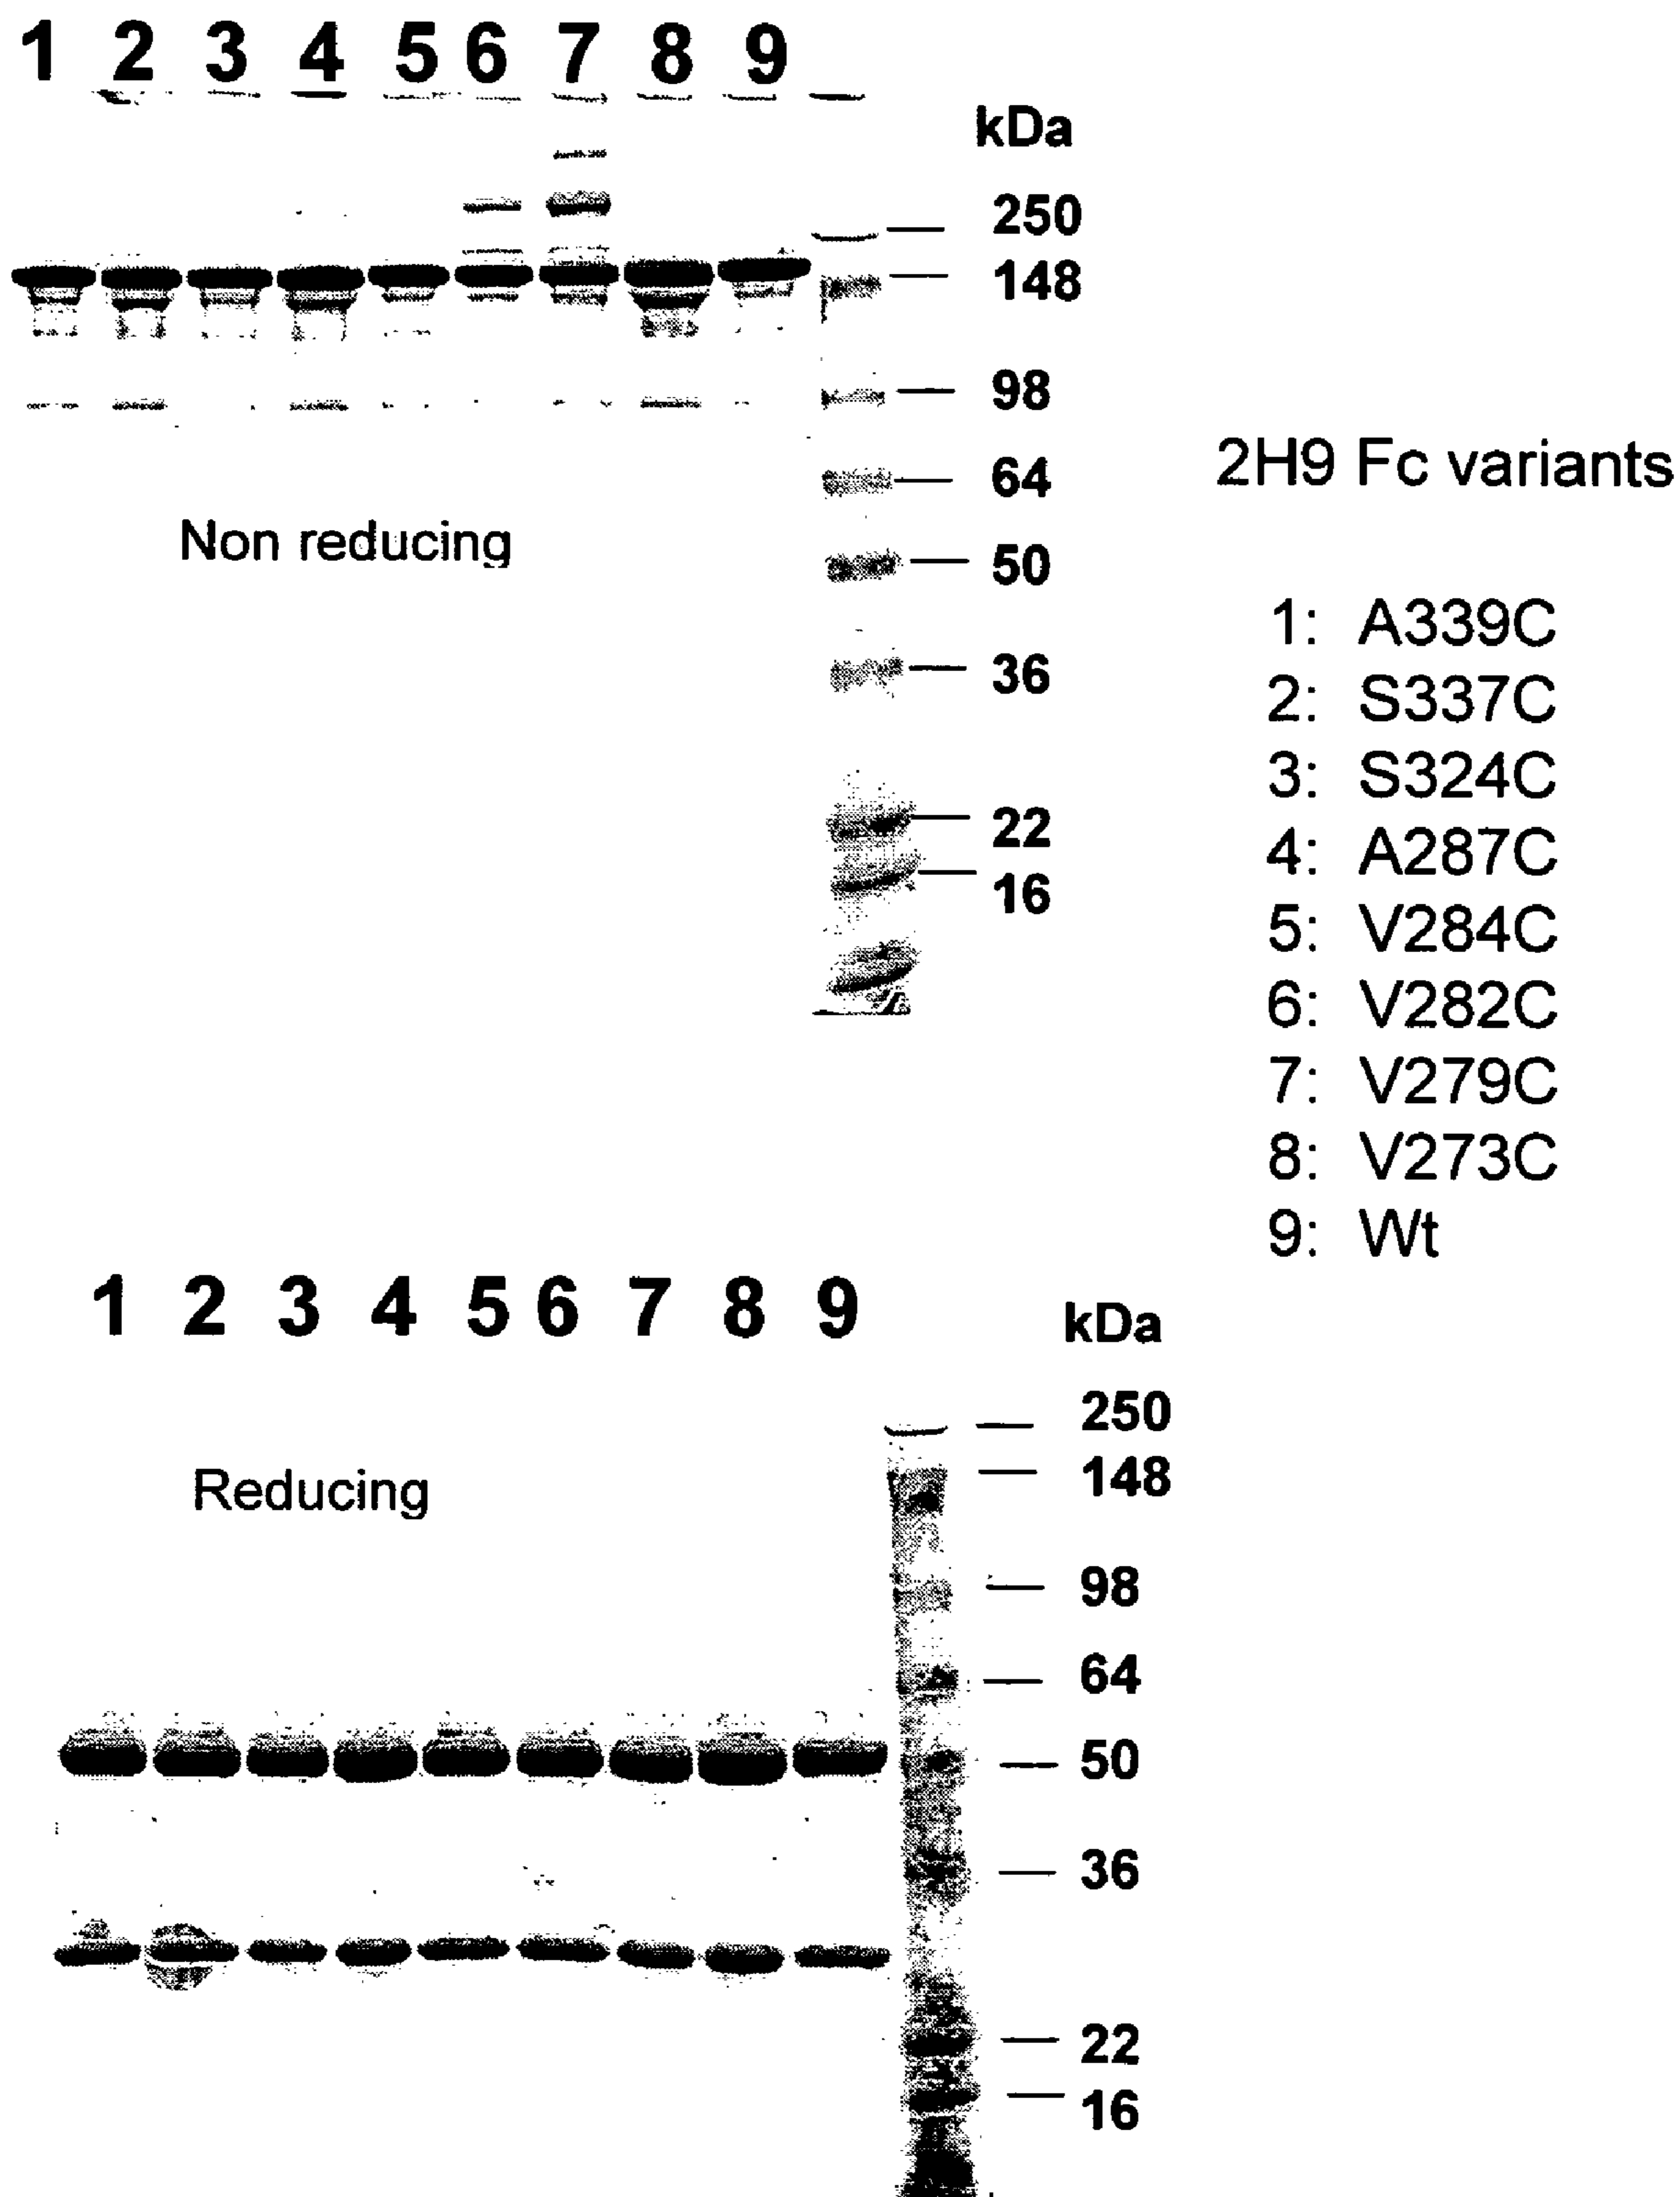 1 2 3 4 5 6 7 8 9
kDa
250
148
98
64
50
36
22
16
Non reducing
2H9 Fc variants
1: A339C
2: S337C
3: S324C
4: A287C
5: V284C
6: V282C
7: V279C
8: V273C
9: Wt
1 2 3 4 5 6 7 8 9
kDa
250
148
98
64
50
36
22
16
Reducing